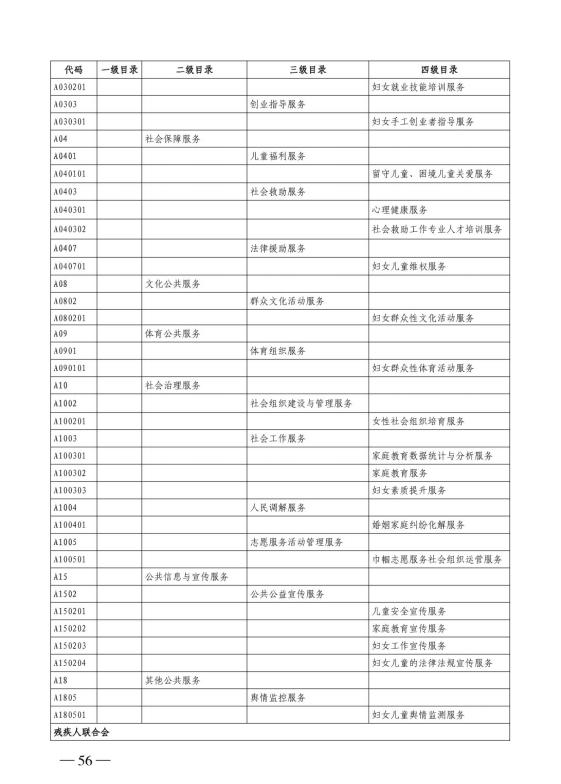 代码 一级目录 二级目录 三级目录 四级目录
A030201 妇女就业技能培训服务
A0303 创业指导服务
A030301 妇女手工创业者指导服务
A04 社会保障服务
A0401 儿童福利服务
A040101 留守儿童、困境儿童关爱服务
A0403 社会救助服务
A040301 心理健康服务
A040302 社会救助工作专业人才培训服务
A0407 法律援助服务
A040701 妇女儿童维权服务
A08 文化公共服务
A0802 群众文化活动服务
A080201 妇女群众性文化活动服务
A09 体育公共服务
A0901 体育组织服务
A090101 妇女群众性体育活动服务
A10 社会治理服务
A1002 社会组织建设与管理服务
A100201 女性社会组织培育服务
A1003 社会工作服务
A100301 家庭教育数据统计与分析服务
A100302 家庭教育服务
A100303 妇女素质提升服务
A1004 人民调解服务
A100401 婚姻家庭纠纷化解服务
A1005 志愿服务活动管理服务
A100501 巾帼志愿服务社会组织运营服务
A15 公共信息与宣传服务
A1502 公共公益宣传服务
A150201 儿童安全宣传服务
A150202 家庭教育宣传服务
A150203 妇女工作宣传服务
A150204 妇女儿童的法律法规宣传服务
A18 其他公共服务
A1805 舆情监控服务
A180501 妇女儿童舆情监测服务
残疾人联合会
— 56 —